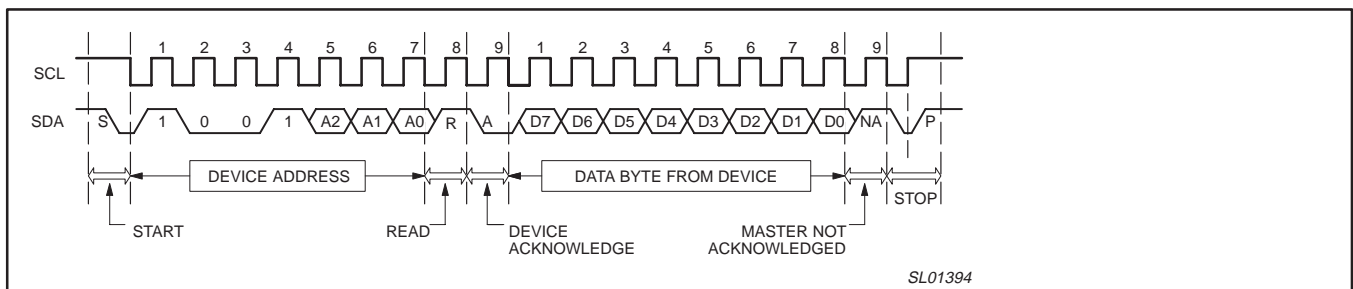 1 2 3 4 5 6 7 8 9 1 2 3 4 5 6 7 8 9
SCL
SDA S 1 0 0 1 A2 A1 A0 R A D7 D6 D5 D4 D3 D2 D1 D0 NA P
DEVICE ADDRESS DATA BYTE FROM DEVICE
STOP
START READ DEVICE ACKNOWLEDGE MASTER NOT ACKNOWLEDGED
SL01394